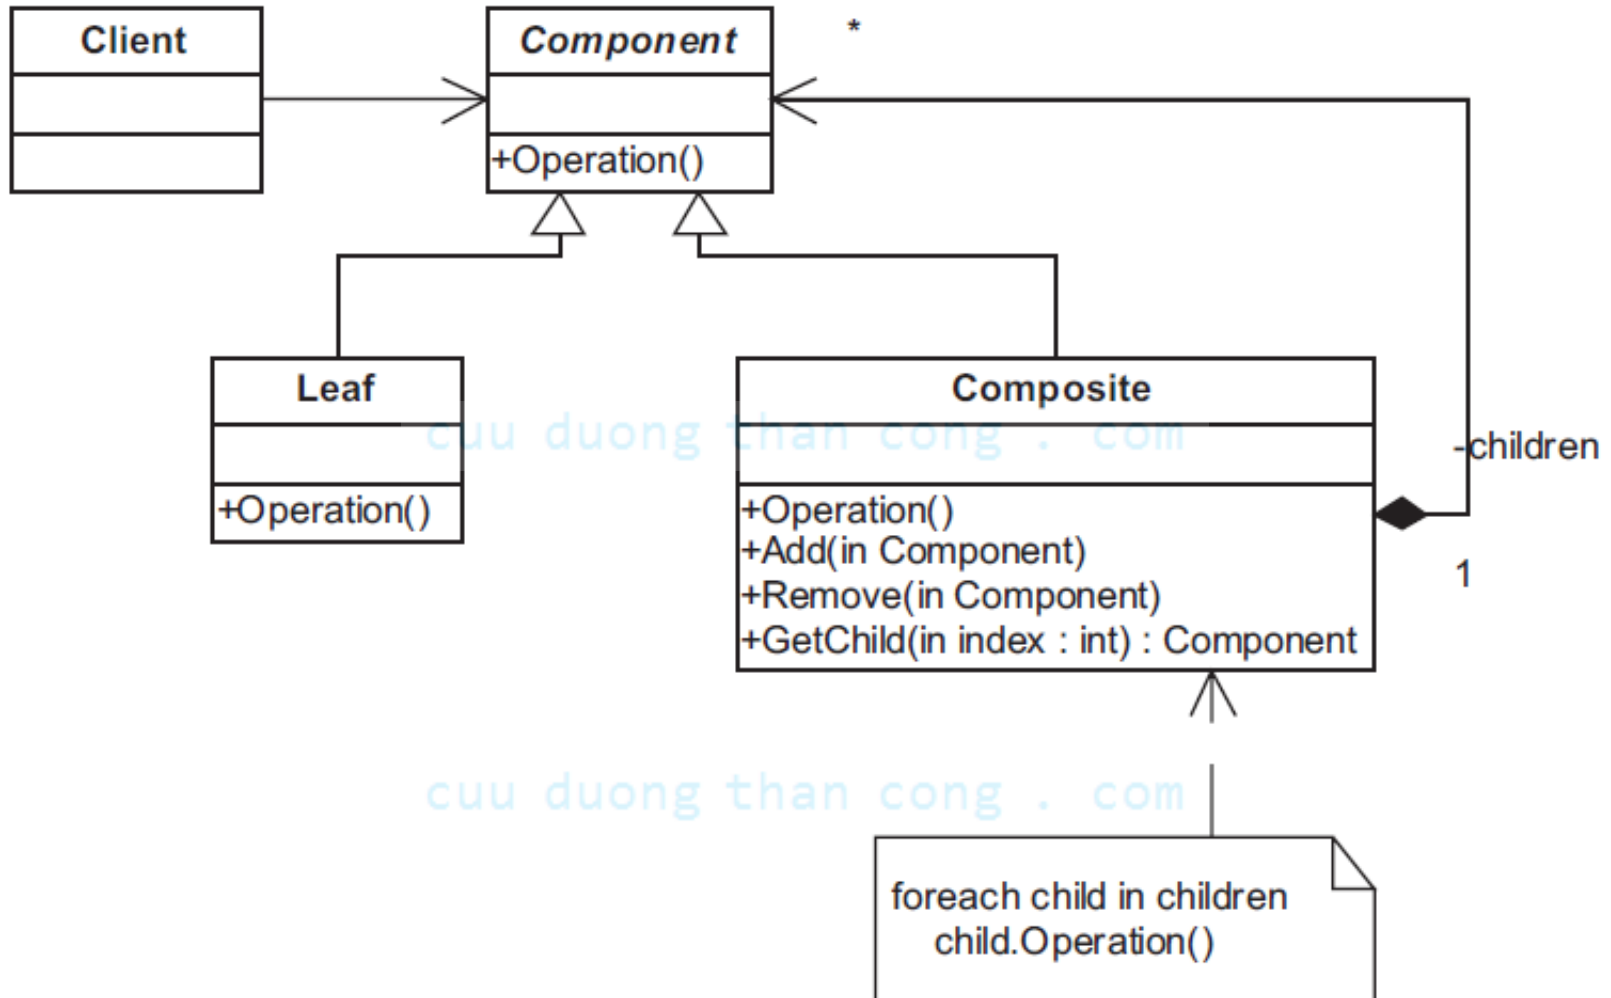 Client
Component
*
+Operation()
Leaf
+Operation()
Composite
+Operation()
+Add(in Component)
+Remove(in Component)
+GetChild(in index : int) : Component
-children
1
cuu duong than cong . com
cuu duong than cong . com
foreach child in children
child.Operation()